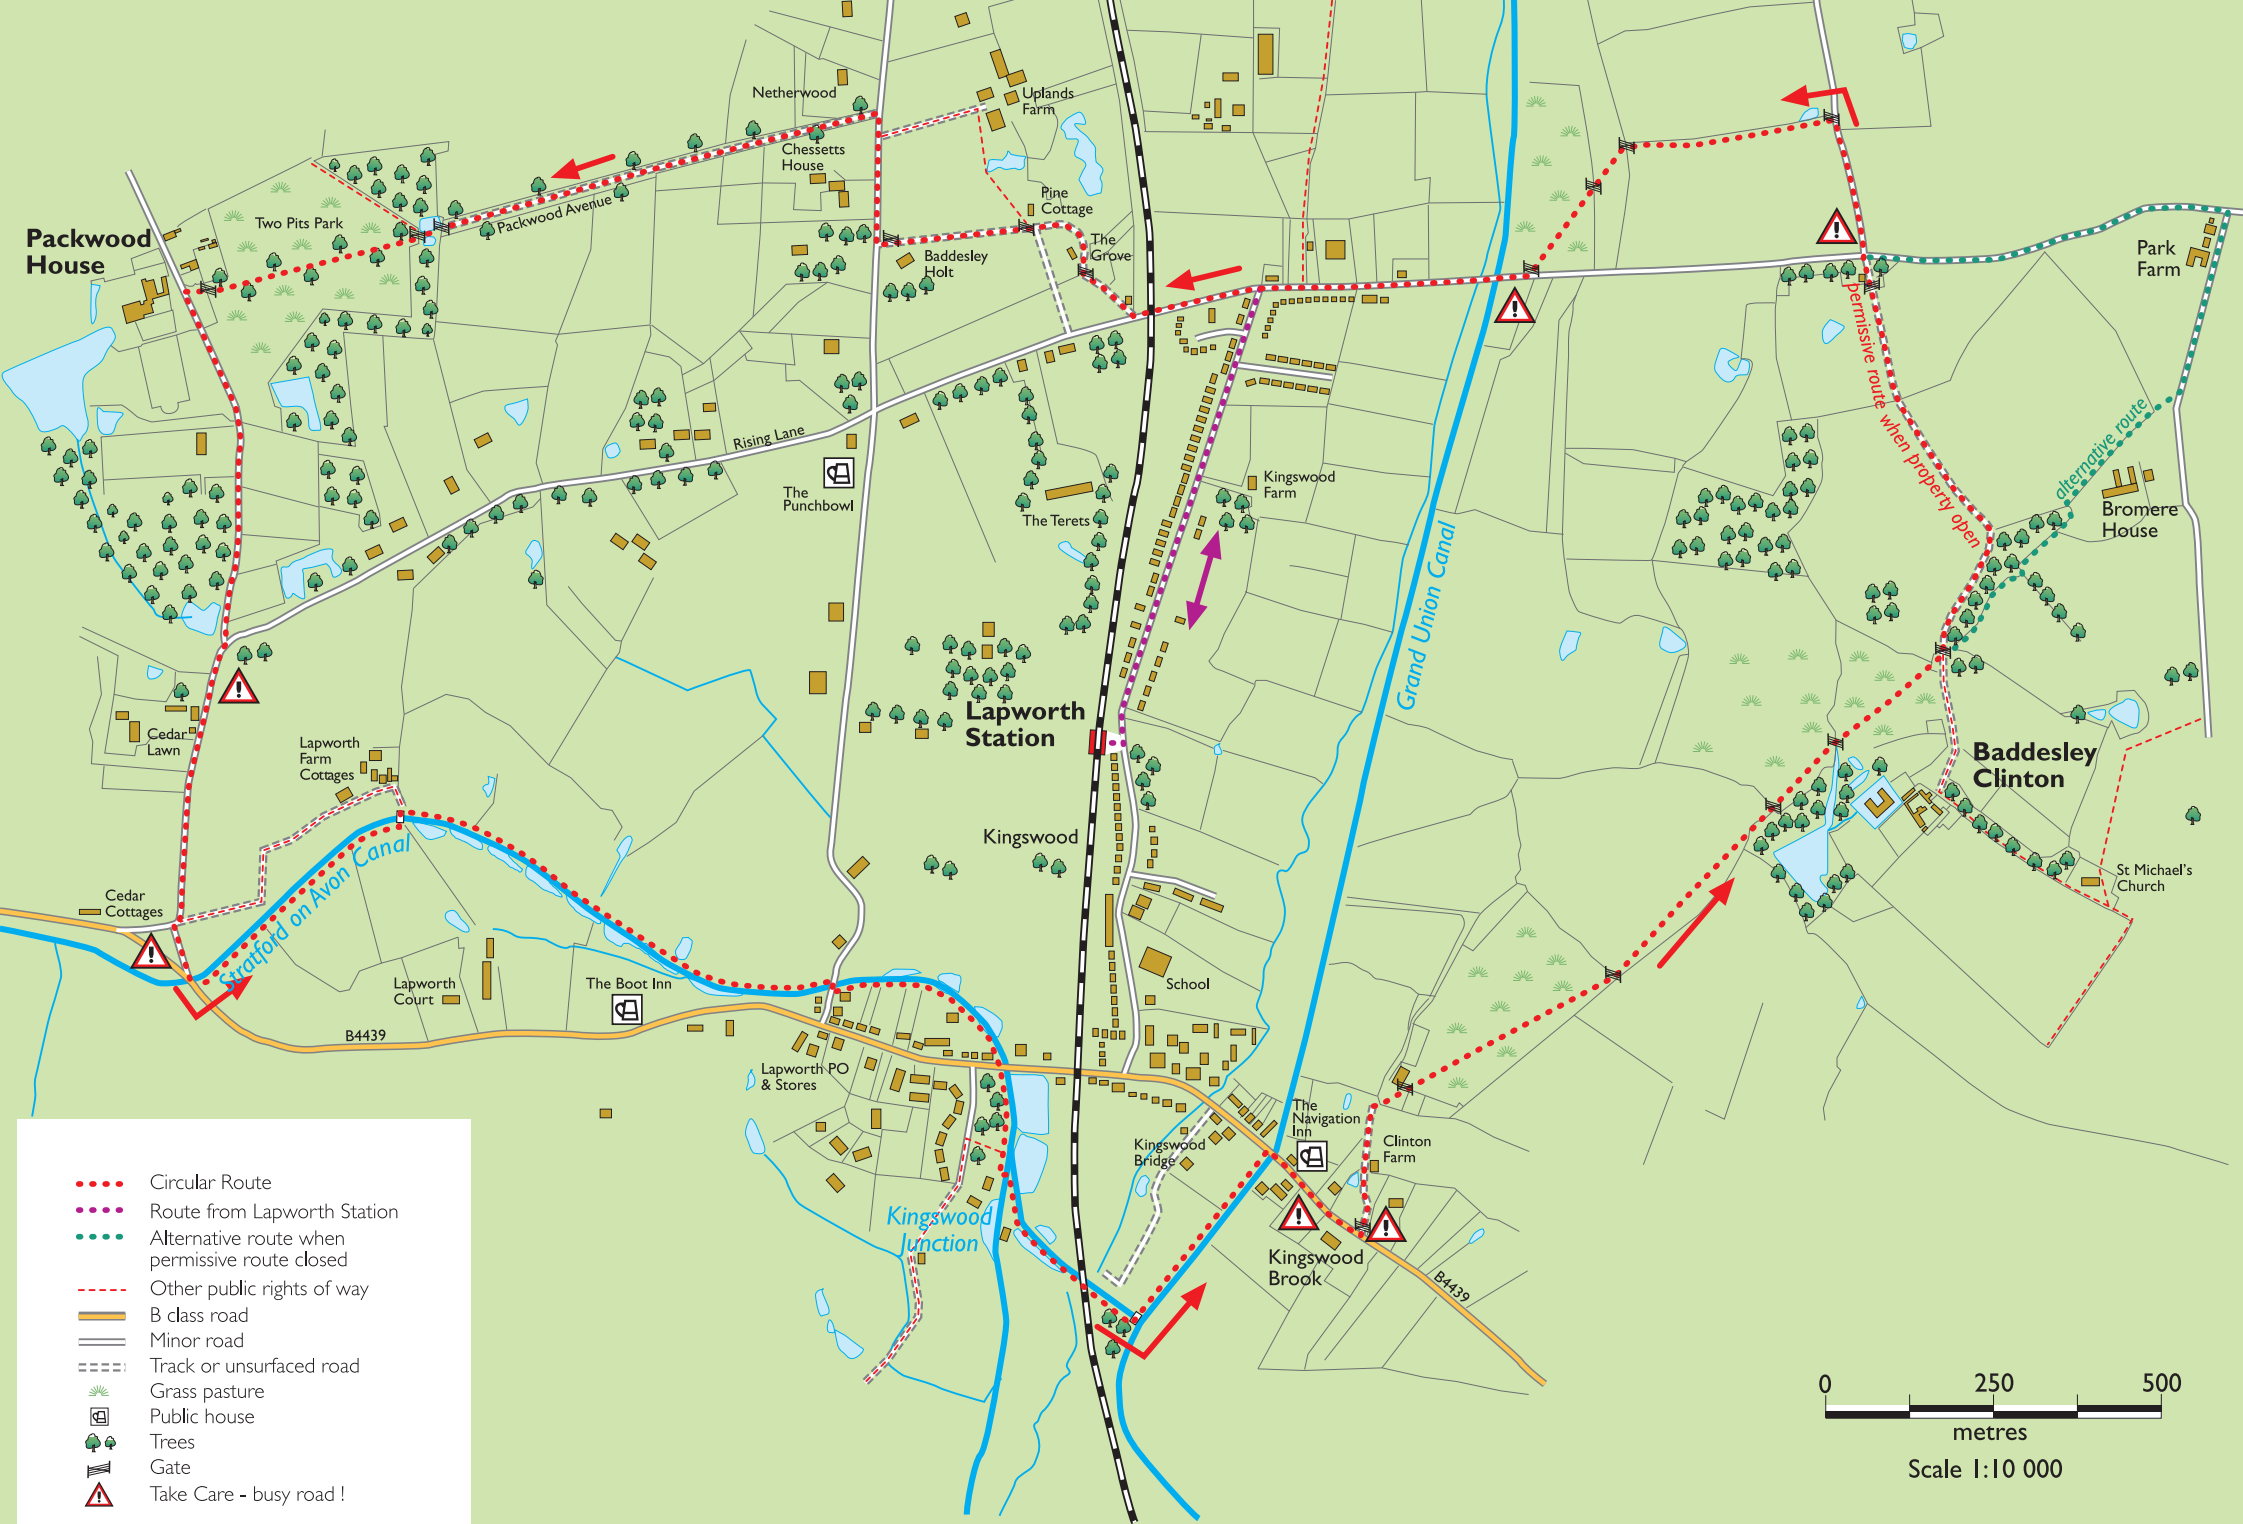 Netherwood
Uplands
Farm
Chessetts
House
Packwood Avenue
Pine
Cottage
Two Pits Park
Packwood
House
The
Grove
Baddesley
Holt
Park
Farm
permissive route when property open
alternative route
Rising Lane
The
Punchbowl
Kingswood
Farm
The Terets
Bromere
House
Grand Union Canal
Lapworth
Station
Cedar
Lawn
Lapworth
Farm
Cottages
Baddesley
Clinton
Kingswood
Stratford on Avon Canal
Cedar
Cottages
St Michael's
Church
Lapworth
Court
The Boot Inn
School
B4439
Lapworth PO
& Stores
The
Navigation
Inn
Kingswood
Bridge
Clinton
Farm
Kingswood
Junction
Kingswood
Brook
B4439
Circular Route
Route from Lapworth Station
Alternative route when
permissive route closed
Other public rights of way
B class road
Minor road
Track or unsurfaced road
Grass pasture
Public house
Trees
Gate
Take Care - busy road !
0 250 500
metres
Scale 1:10 000